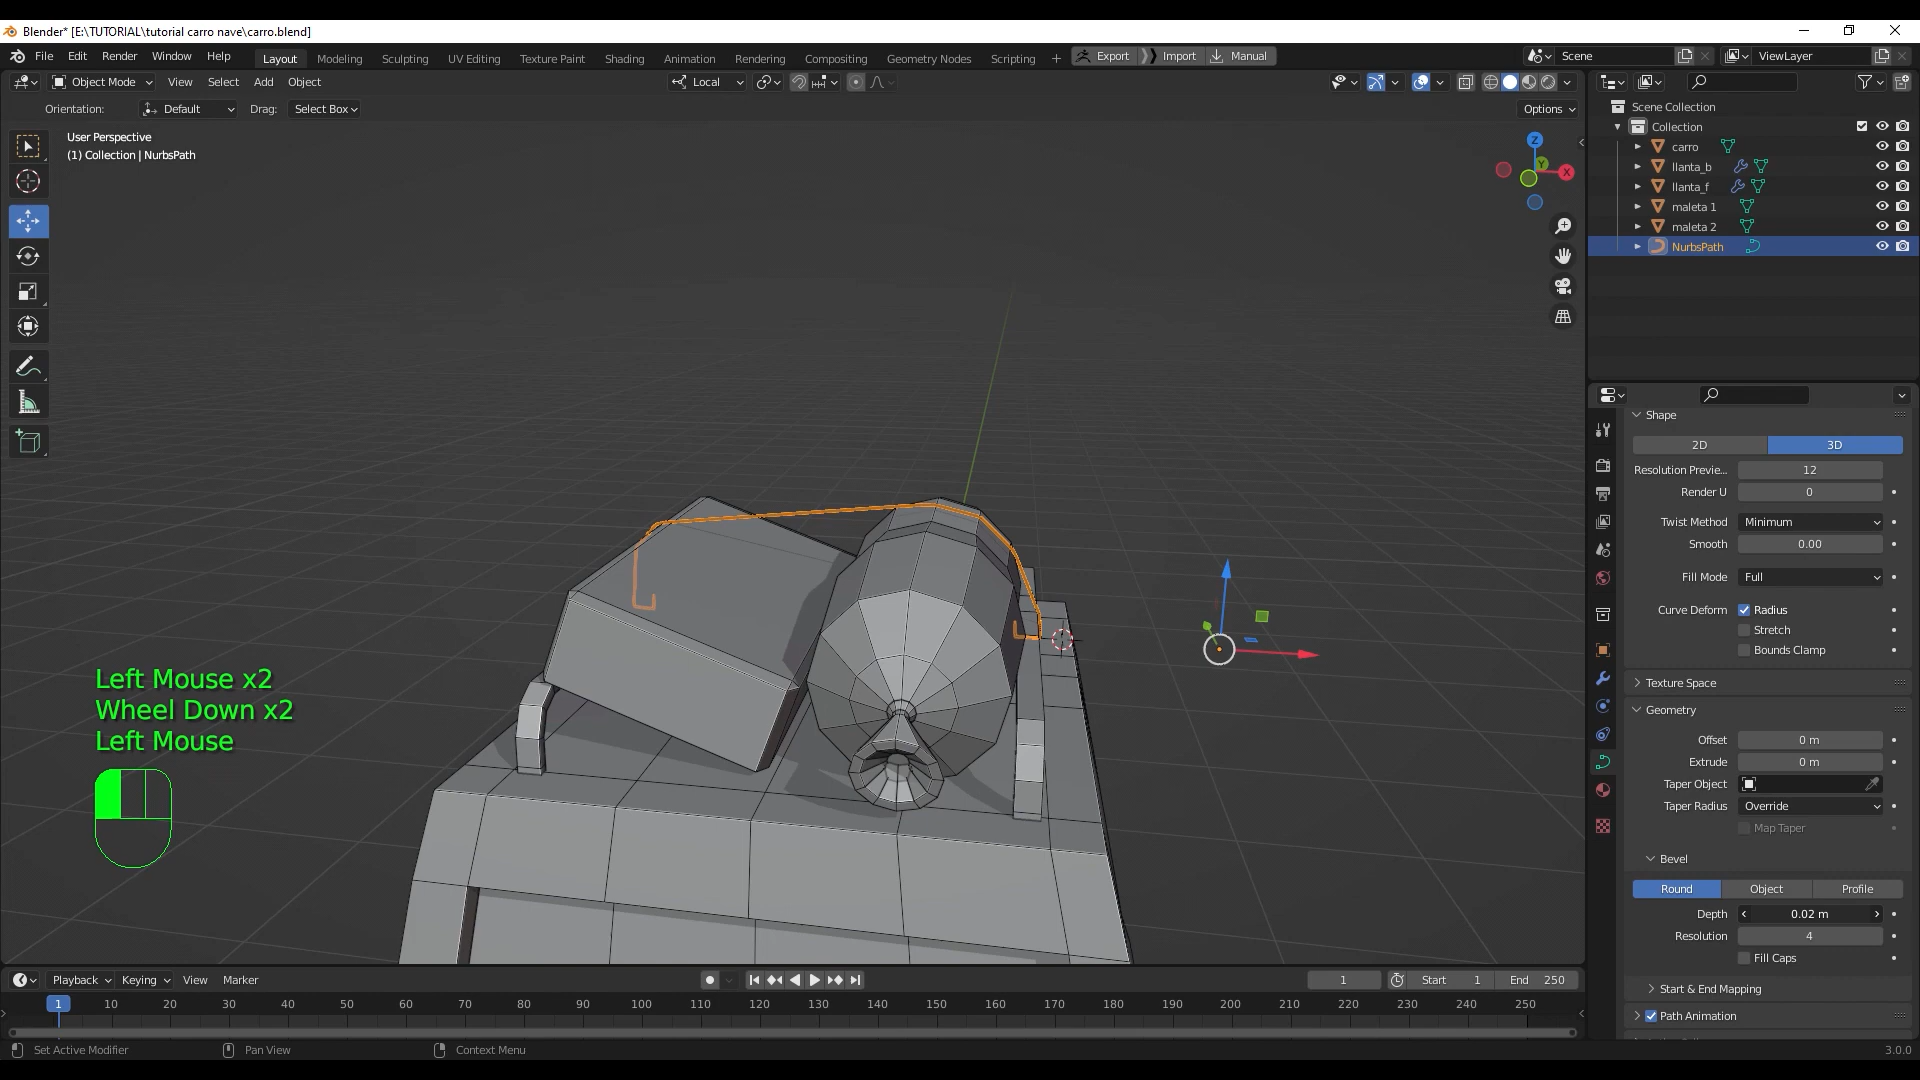 Blender* [E:\TUTORIAL\tutorial carro nave\carro.blend]
File Edit Render Window Help Layout Modeling Sculpting UV Editing Texture Paint Shading Animation Rendering Compositing Geometry Nodes Scripting + Export Import Manual Scene ViewLayer
Object Mode View Select Add Object Local
Orientation: Default Drag: Select Box Options
User Perspective
(1) Collection | NurbsPath
Z
Y
X
Scene Collection
Collection
carro
llanta_b
llanta_f
maleta 1
maleta 2
NurbsPath
Shape
2D 3D
Resolution Previe... 12
Render U 0
Twist Method Minimum
Smooth 0.00
Fill Mode Full
Curve Deform Radius
Stretch
Bounds Clamp
Texture Space
Geometry
Offset 0 m
Extrude 0 m
Taper Object
Taper Radius Override
Map Taper
Bevel
Round Object Profile
Depth 0.02 m
Resolution 4
Fill Caps
Start & End Mapping
Path Animation
Left Mouse x2
Wheel Down x2
Left Mouse
Playback Keying View Marker 1 Start 1 End 250
1 10 20 30 40 50 60 70 80 90 100 110 120 130 140 150 160 170 180 190 200 210 220 230 240 250
Set Active Modifier Pan View Context Menu 3.0.0